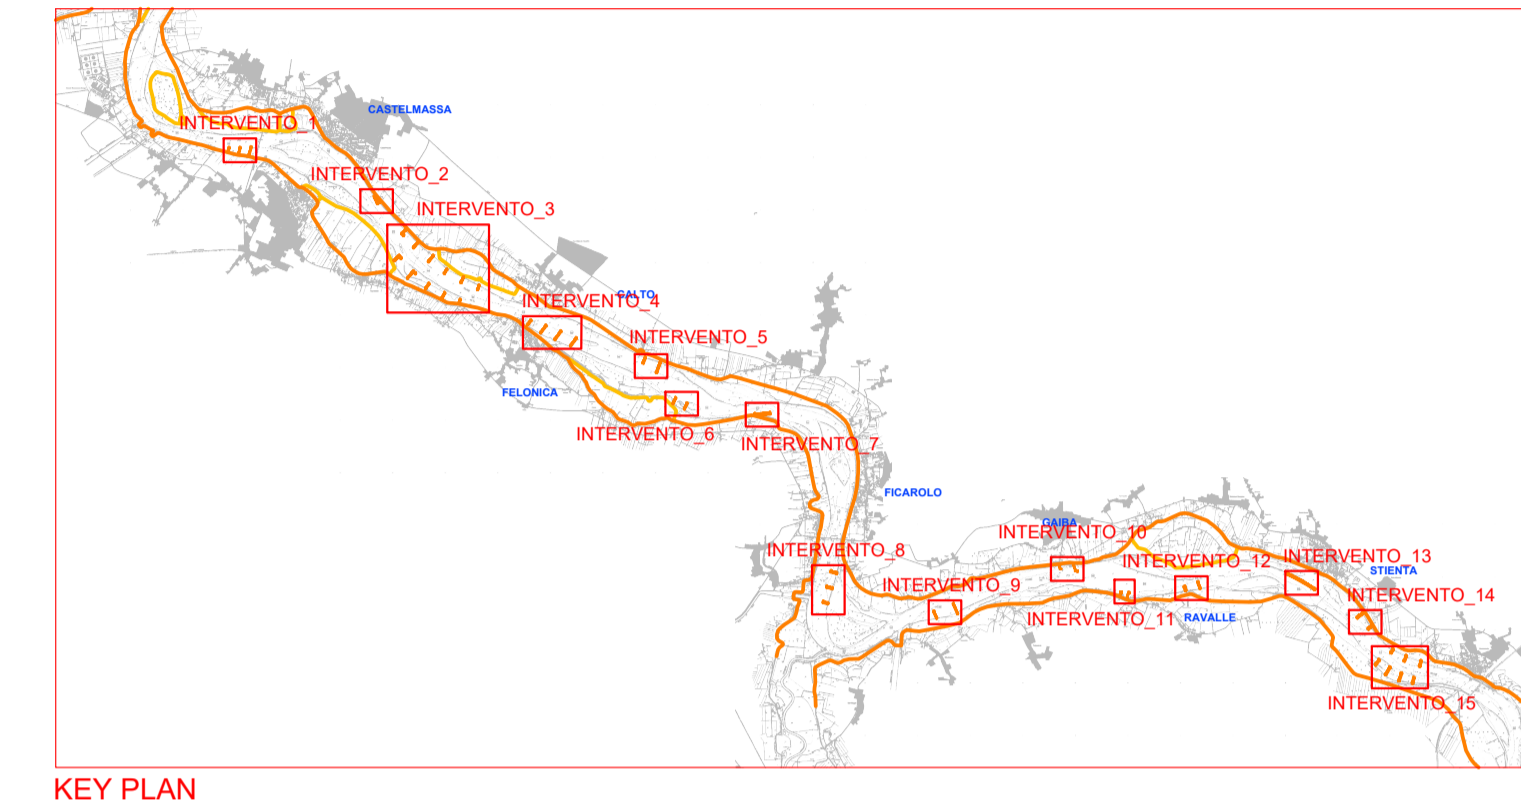 CASTELMASSA
INTERVENTO_1
INTERVENTO_2
INTERVENTO_3
CALTO
INTERVENTO_4
INTERVENTO_5
FELONICA
INTERVENTO_6
INTERVENTO_7
FICAROLO
GAIBA
INTERVENTO_10
INTERVENTO_8
INTERVENTO_13
INTERVENTO_12
STIENTA
INTERVENTO_9
INTERVENTO_14
INTERVENTO_11
RAVALLE
INTERVENTO_15
KEY PLAN